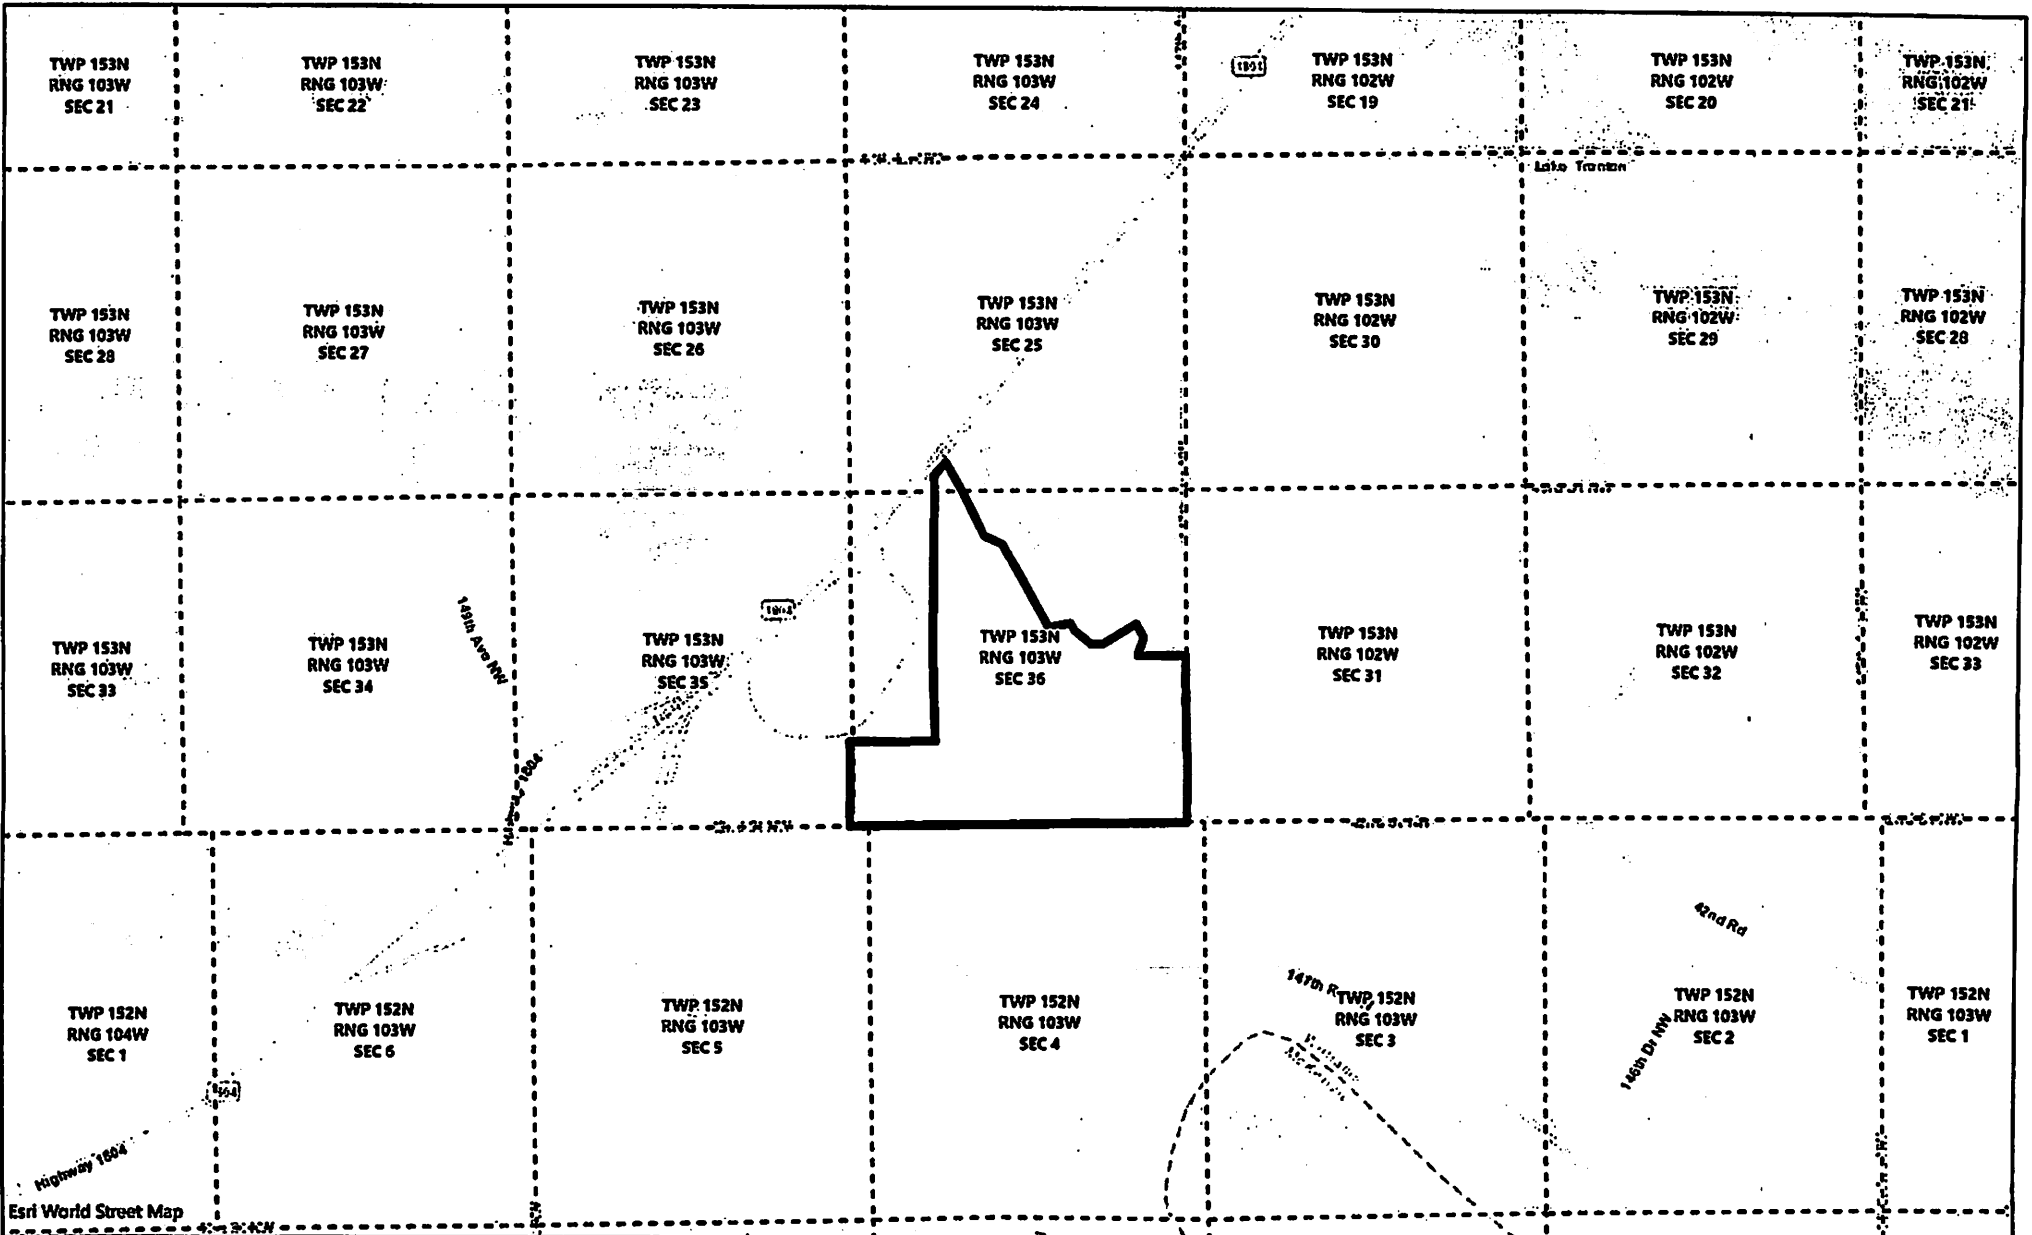 TWP 153N
RNG 103W
SEC 21
TWP 153N
RNG 103W
SEC 22
TWP 153N
RNG 103W
SEC 23
TWP 153N
RNG 103W
SEC 24
1804
TWP 153N
RNG 102W
SEC 19
TWP 153N
RNG 102W
SEC 20
TWP 153N
RNG 102W
SEC 21
Lake Trenton
TWP 153N
RNG 103W
SEC 28
TWP 153N
RNG 103W
SEC 27
TWP 153N
RNG 103W
SEC 26
TWP 153N
RNG 103W
SEC 25
TWP 153N
RNG 102W
SEC 30
TWP 153N
RNG 102W
SEC 29
TWP 153N
RNG 102W
SEC 28
TWP 153N
RNG 103W
SEC 33
TWP 153N
RNG 103W
SEC 34
149th Ave NW
1804
TWP 153N
RNG 103W
SEC 35
TWP 153N
RNG 103W
SEC 36
TWP 153N
RNG 102W
SEC 31
TWP 153N
RNG 102W
SEC 32
TWP 153N
RNG 102W
SEC 33
Highway 1804
42nd Rd
TWP 152N
RNG 104W
SEC 1
TWP 152N
RNG 103W
SEC 6
TWP 152N
RNG 103W
SEC 5
TWP 152N
RNG 103W
SEC 4
147th R
TWP 152N
RNG 103W
SEC 3
146th Dr NW
TWP 152N
RNG 103W
SEC 2
TWP 152N
RNG 103W
SEC 1
1804
Highway 1804
Esri World Street Map